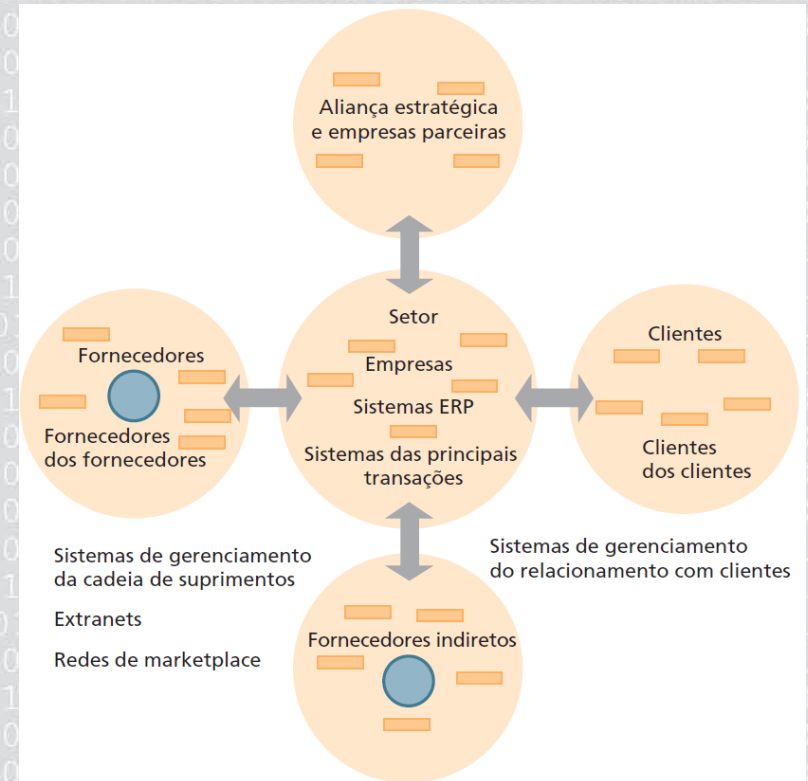 Aliança estratégica
e empresas parceiras
Setor
Empresas
Sistemas ERP
Sistemas das principais
transações
Fornecedores
Fornecedores
dos fornecedores
Clientes
Clientes
dos clientes
Sistemas de gerenciamento
da cadeia de suprimentos
Extranets
Redes de marketplace
Sistemas de gerenciamento
do relacionamento com clientes
Fornecedores indiretos